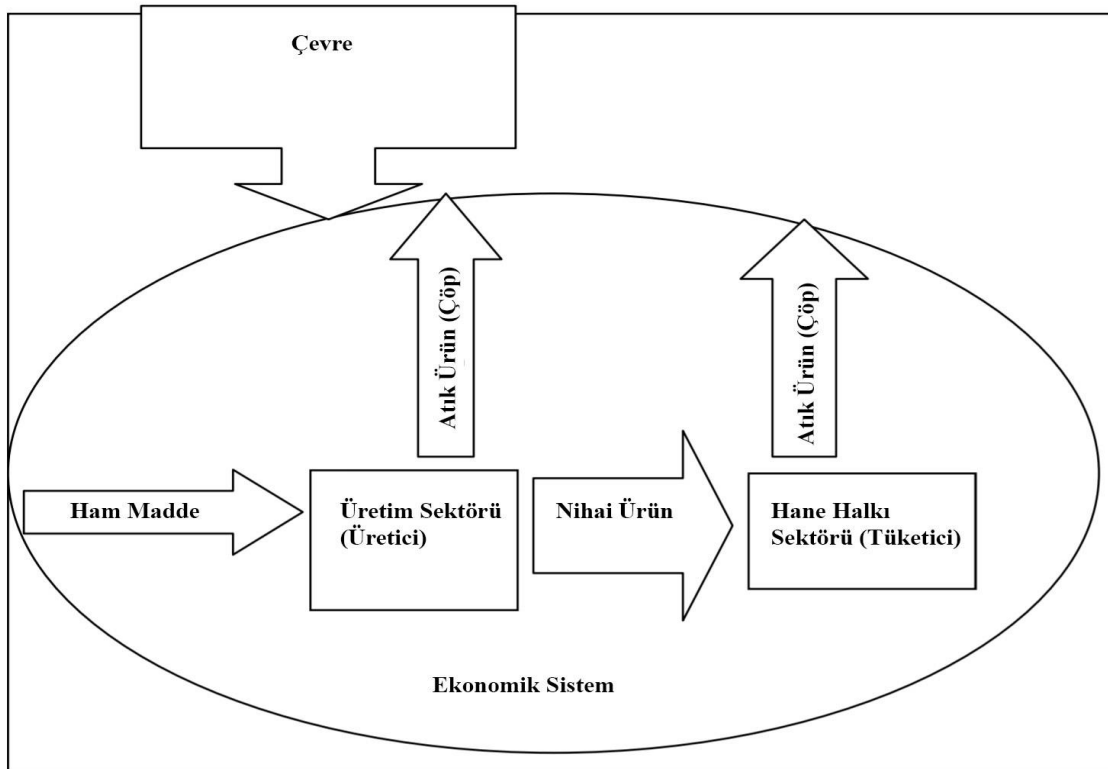 Çevre
Atık Ürün (Çöp)
Atık Ürün (Çöp)
Ham Madde
Üretim Sektörü
(Üretici)
Nihai Ürün
Hane Halkı
Sektörü (Tüketici)
Ekonomik Sistem